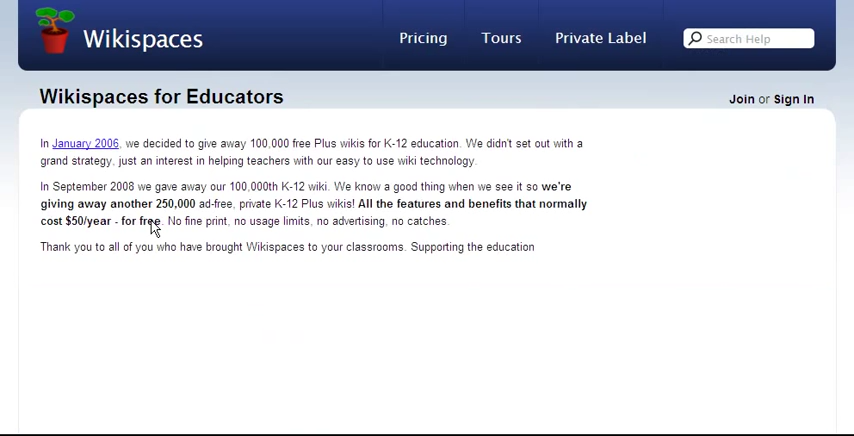 Wikispaces
Pricing Tours Private Label Search Help
Wikispaces for Educators
Join or Sign In
In January 2006, we decided to give away 100,000 free Plus wikis for K-12 education. We didn't set out with a
grand strategy, just an interest in helping teachers with our easy to use wiki technology.
In September 2008 we gave away our 100,000th K-12 wiki. We know a good thing when we see it so we're
giving away another 250,000 ad-free, private K-12 Plus wikis! All the features and benefits that normally
cost $50/year - for free. No fine print, no usage limits, no advertising, no catches.
Thank you to all of you who have brought Wikispaces to your classrooms. Supporting the education